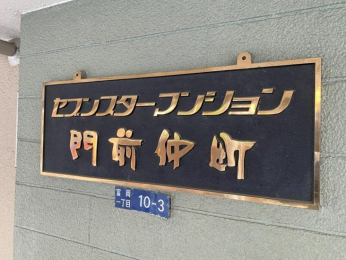 セブンスターマンション
門前仲町
富岡
一丁目
10-3